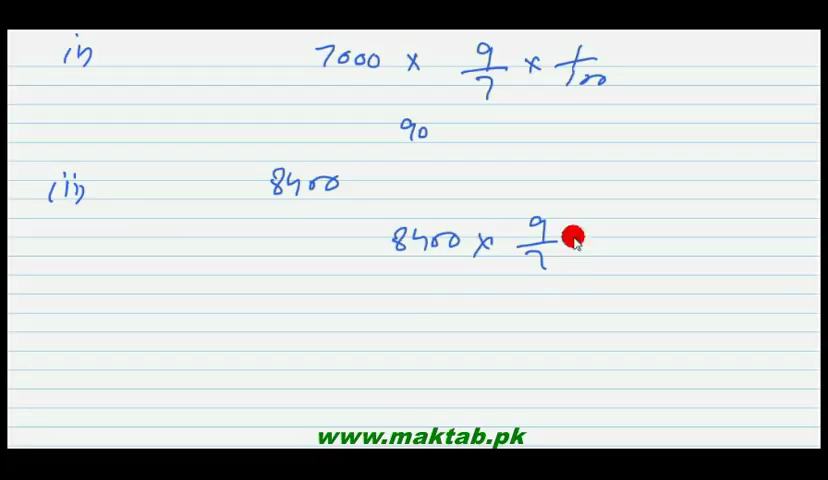 i) 7000 × 9/7 × 1/100
90
(ii) 8400
8400 × 9/7
www.maktab.pk